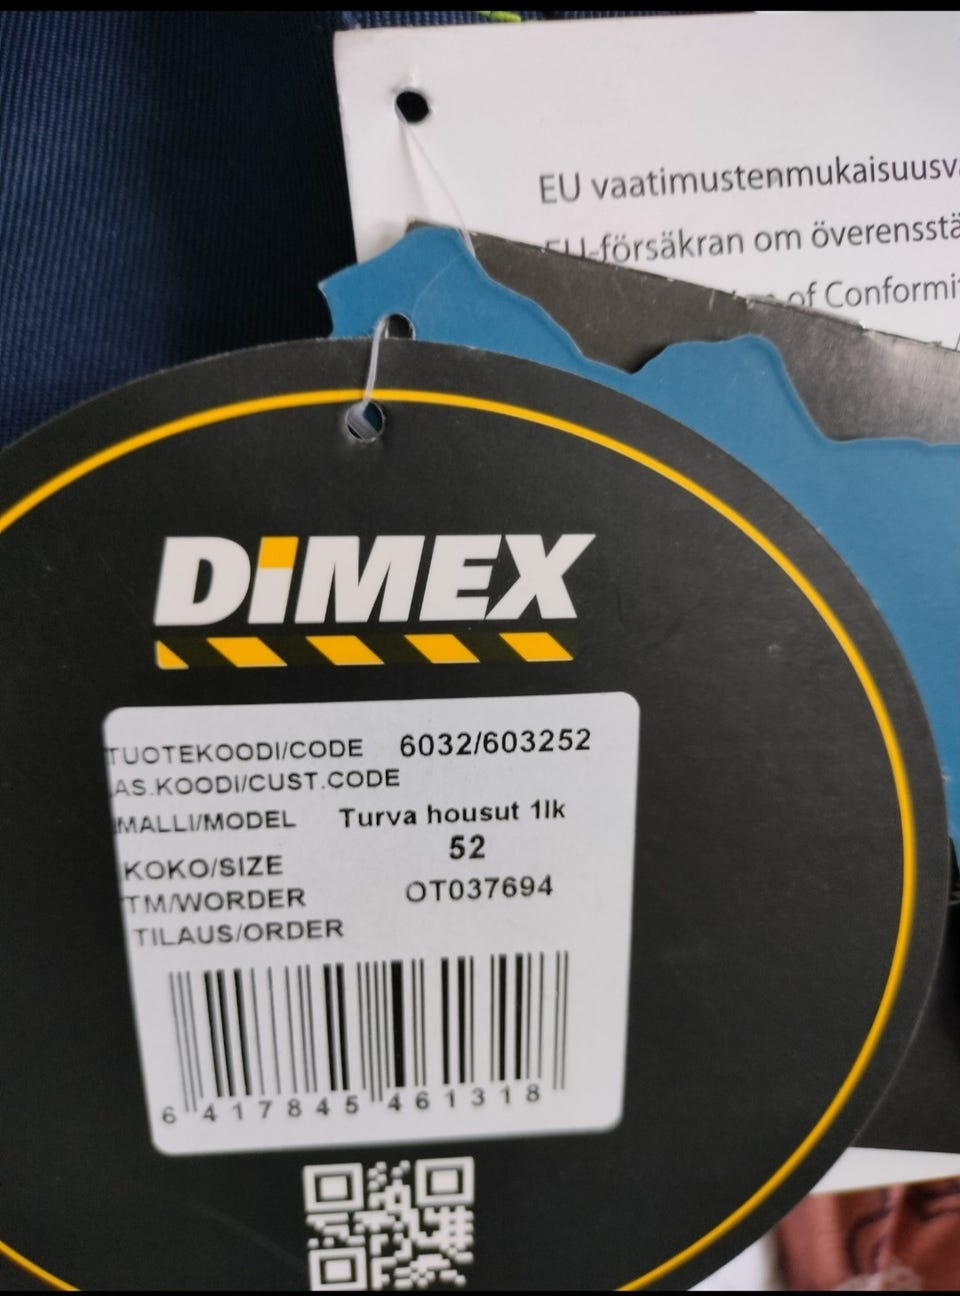 EU vaatimustenmukaisuusva
EU-försäkran om överensstä
of Conformit
DiMEX
TUOTEKOODI/CODE 6032/603252
AS.KOODI/CUST.CODE
MALLI/MODEL Turva housut 1lk
KOKO/SIZE 52
TM/WORDER OT037694
TILAUS/ORDER
6 417845 461318